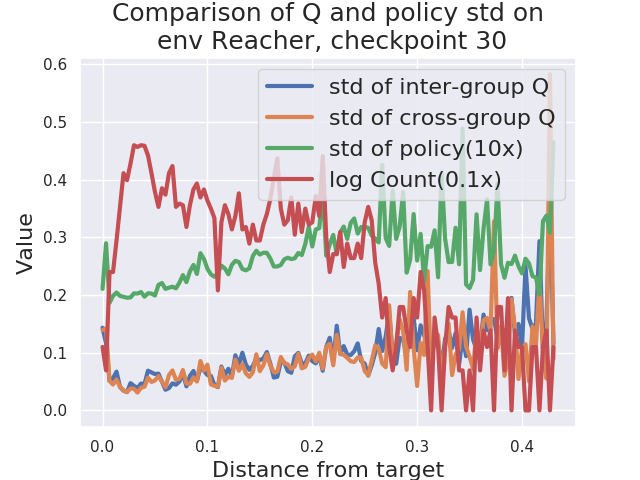 Comparison of Q and policy std on
env Reacher, checkpoint 30
0.6
0.5
0.4
0.3
0.2
0.1
0.0
Value
std of inter-group Q
std of cross-group Q
std of policy(10x)
log Count(0.1x)
0.0 0.1 0.2 0.3 0.4
Distance from target